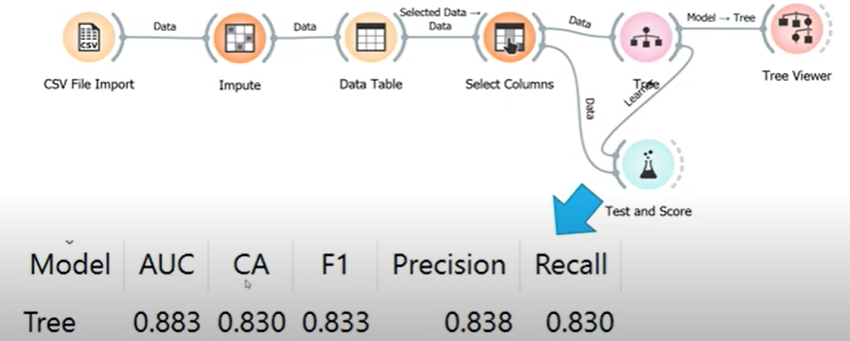 Data
Data
Selected Data → Data
Data
Model → Tree
CSV
CSV File Import
Impute
Data Table
Select Columns
Tree
Tree Viewer
Data
Test and Score
Model AUC CA F1 Precision Recall
Tree 0.883 0.830 0.833 0.838 0.830